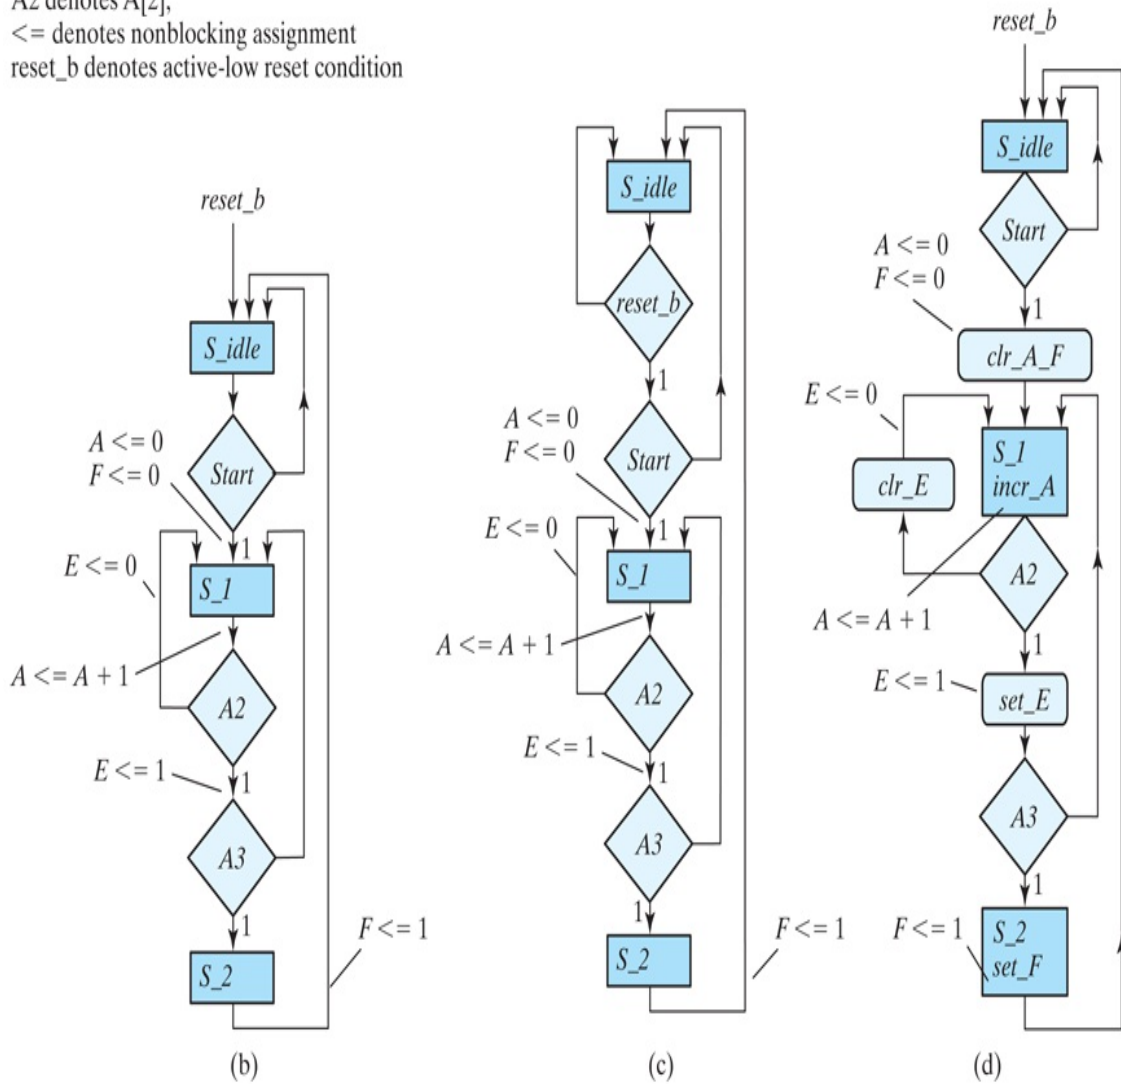 A2 denotes A[2],
<= denotes nonblocking assignment
reset_b denotes active-low reset condition
reset_b
S_idle
Start
A <= 0
F <= 0
1
E <= 0
S_1
A <= A + 1
A2
E <= 1
1
A3
1
S_2
F <= 1
(b)
S_idle
reset_b
1
A <= 0
F <= 0
Start
1
E <= 0
S_1
A <= A + 1
A2
E <= 1
1
A3
1
S_2
F <= 1
(c)
reset_b
S_idle
Start
A <= 0
F <= 0
1
clr_A_F
E <= 0
S_1
incr_A
clr_E
A2
A <= A + 1
1
E <= 1
set_E
A3
1
F <= 1
S_2
set_F
(d)